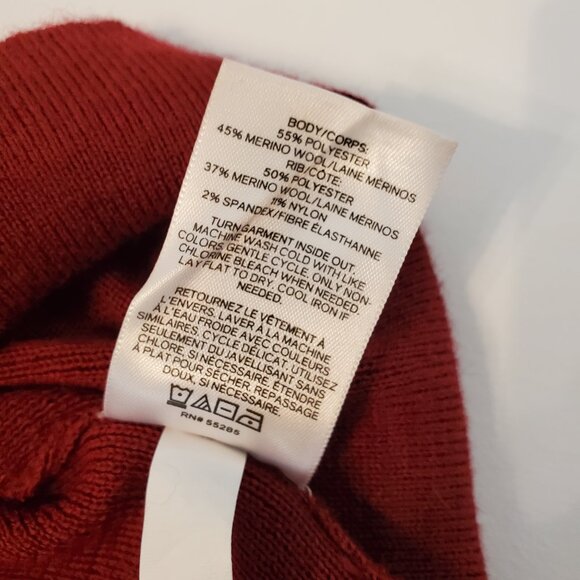 BODY/CORPS:
55% POLYESTER
45% MERINO WOOL/LAINE MÉRINOS
RIB/CÔTE:
50% POLYESTER
37% MERINO WOOL/LAINE MÉRINOS
11% NYLON
2% SPANDEX/FIBRE ÉLASTHANNE
TURN GARMENT INSIDE OUT.
MACHINE WASH COLD WITH LIKE
COLORS GENTLE CYCLE. ONLY NON-
CHLORINE BLEACH WHEN NEEDED.
LAY FLAT TO DRY. COOL IRON IF
NEEDED.
RETOURNEZ LE VÊTEMENT À
L'ENVERS. LAVER À LA MACHINE
À L'EAU FROIDE AVEC COULEURS
SIMILAIRES, CYCLE DÉLICAT. UTILISEZ
DU JAVELLISANT SANS
CHLORE, SI NÉCESSAIRE. ÉTENDRE
À PLAT POUR SÉCHER. REPASSAGE
DOUX, SI NÉCESSAIRE.
RN# 55285